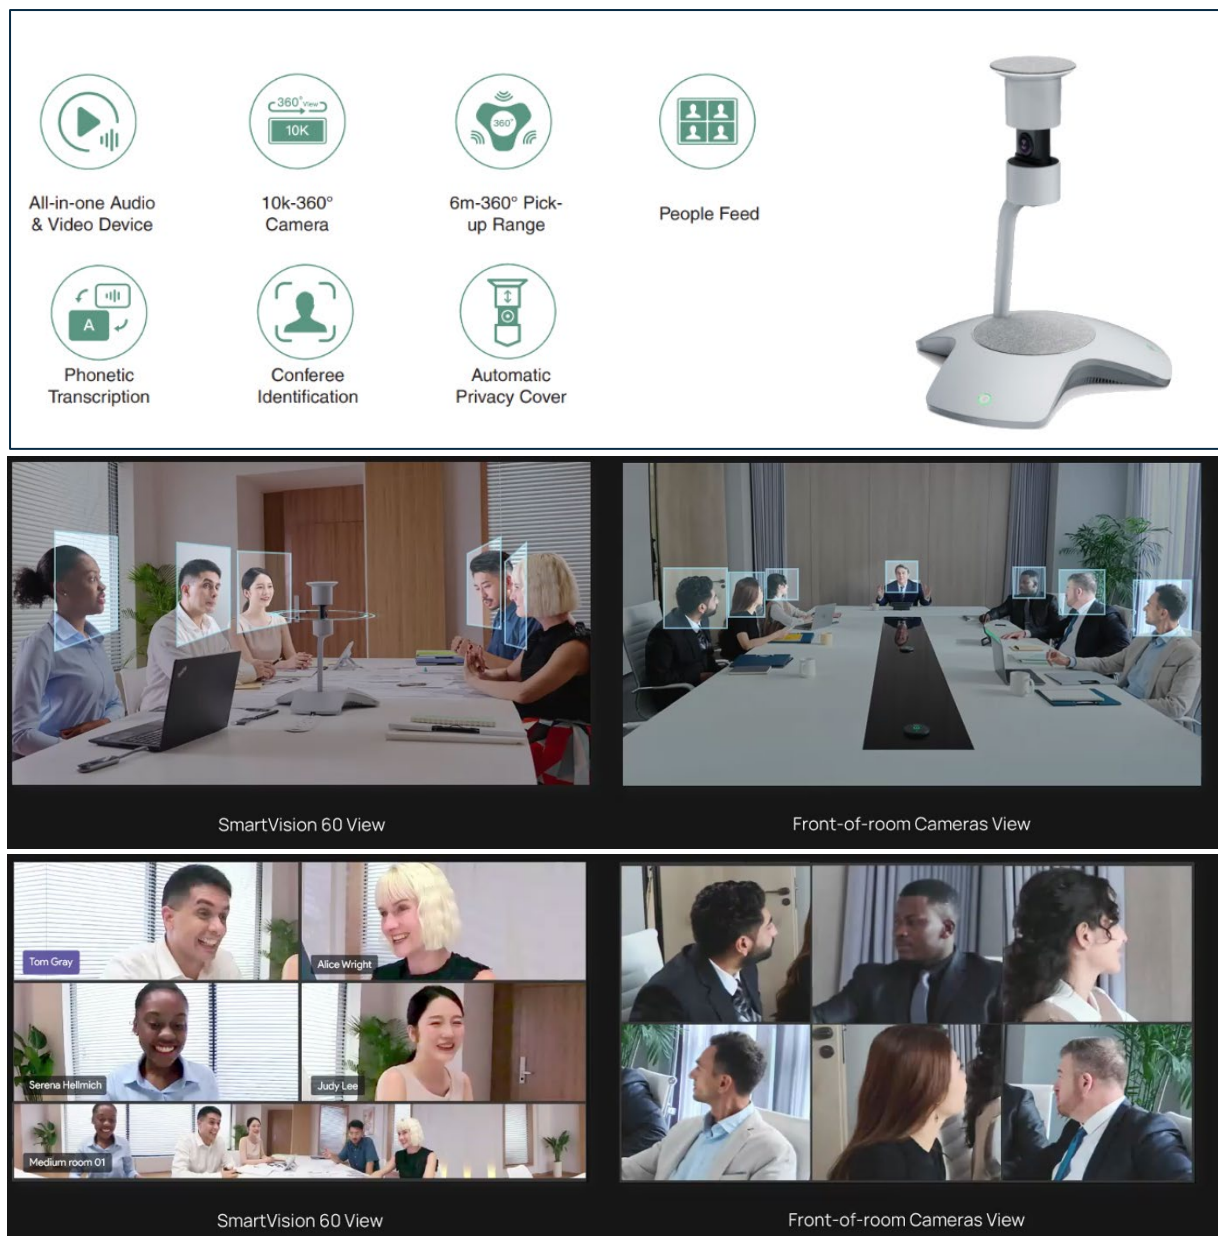 360° View
10K
360°
All-in-one Audio
& Video Device
10k-360°
Camera
6m-360° Pick-
up Range
People Feed
A
Phonetic
Transcription
Conferee
Identification
Automatic
Privacy Cover
SmartVision 60 View
Front-of-room Cameras View
Tom Gray
Alice Wright
Serena Hellmich
Judy Lee
Medium room 01
SmartVision 60 View
Front-of-room Cameras View